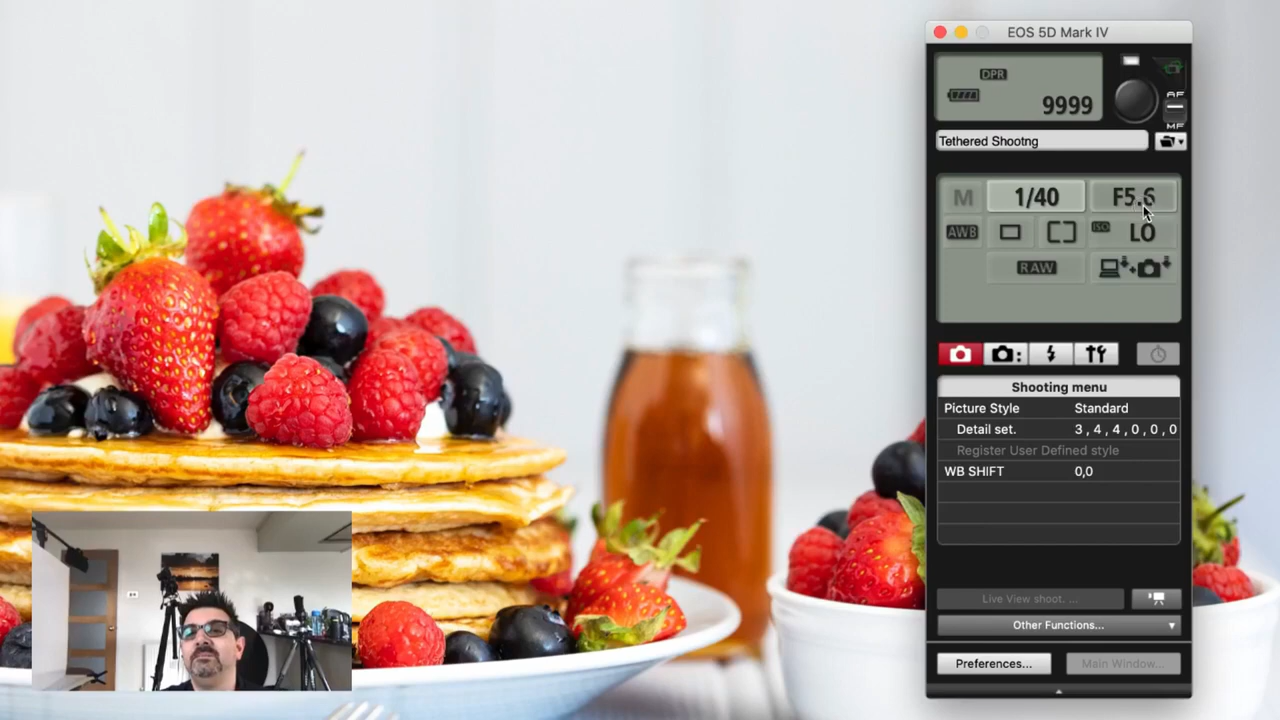 EOS 5D Mark IV
DPR
9999
AF
MF
Tethered Shootng
M 1/40 F5.6
AWB ISO LO
RAW
Shooting menu
Picture Style Standard
Detail set. 3 , 4 , 4 , 0 , 0 , 0
Register User Defined style
WB SHIFT 0,0
Live View shoot. ...
Other Functions...
Preferences... Main Window...